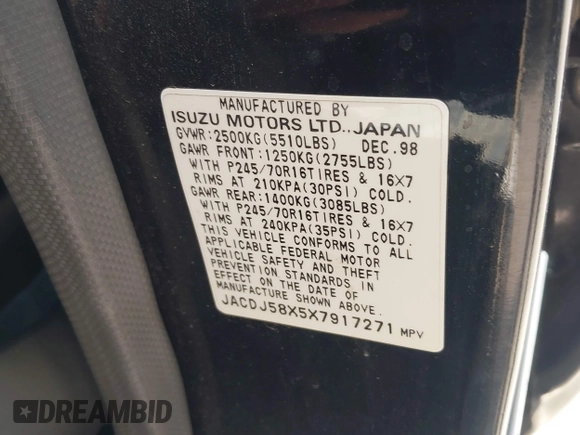 MANUFACTURED BY
ISUZU MOTORS LTD., JAPAN
GVWR:2500KG(5510LBS) DEC.98
GAWR FRONT:1250KG(2755LBS)
WITH P245/70R16TIRES & 16X7
RIMS AT 210KPA(30PSI) COLD.
GAWR REAR:1400KG(3085LBS)
WITH P245/70R16TIRES & 16X7
RIMS AT 240KPA(35PSI) COLD.
THIS VEHICLE CONFORMS TO ALL
APPLICABLE FEDERAL MOTOR
VEHICLE SAFETY AND THEFT
PREVENTION STANDARDS IN
EFFECT ON THE DATE OF
MANUFACTURE SHOWN ABOVE.
JACDJ58X5X7917271 MPV
DREAMBID